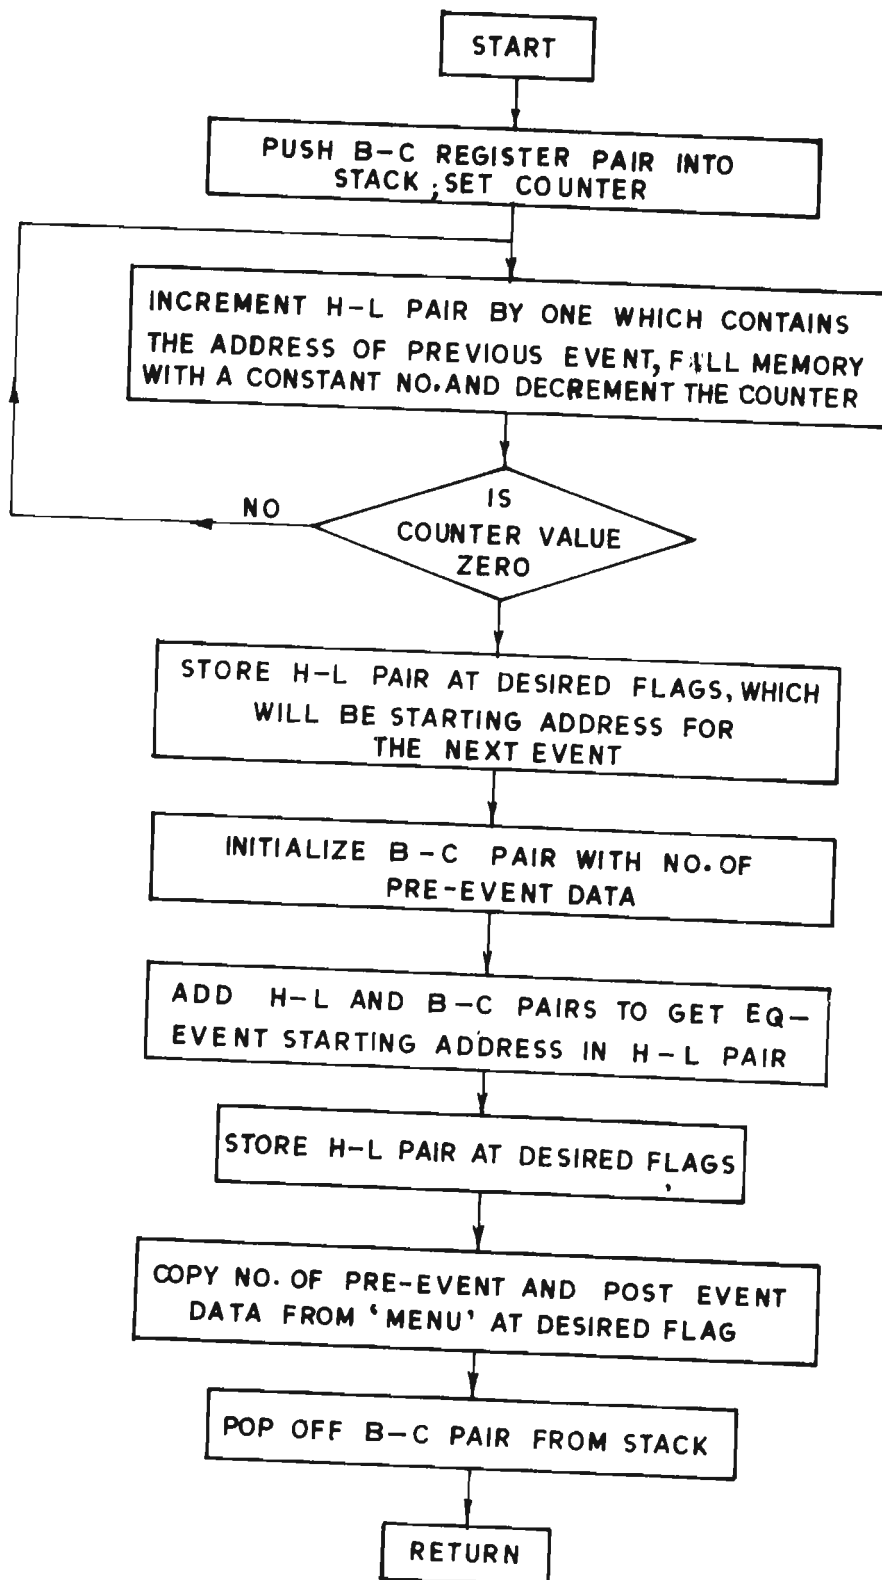 START
PUSH B-C REGISTER PAIR INTO
STACK ; SET COUNTER
INCREMENT H-L PAIR BY ONE WHICH CONTAINS
THE ADDRESS OF PREVIOUS EVENT, FILL MEMORY
WITH A CONSTANT NO. AND DECREMENT THE COUNTER
IS
COUNTER VALUE
ZERO
NO
STORE H-L PAIR AT DESIRED FLAGS, WHICH
WILL BE STARTING ADDRESS FOR
THE NEXT EVENT
INITIALIZE B-C PAIR WITH NO. OF
PRE-EVENT DATA
ADD H-L AND B-C PAIRS TO GET EQ-
EVENT STARTING ADDRESS IN H-L PAIR
STORE H-L PAIR AT DESIRED FLAGS
COPY NO. OF PRE-EVENT AND POST EVENT
DATA FROM 'MENU' AT DESIRED FLAG
POP OFF B-C PAIR FROM STACK
RETURN